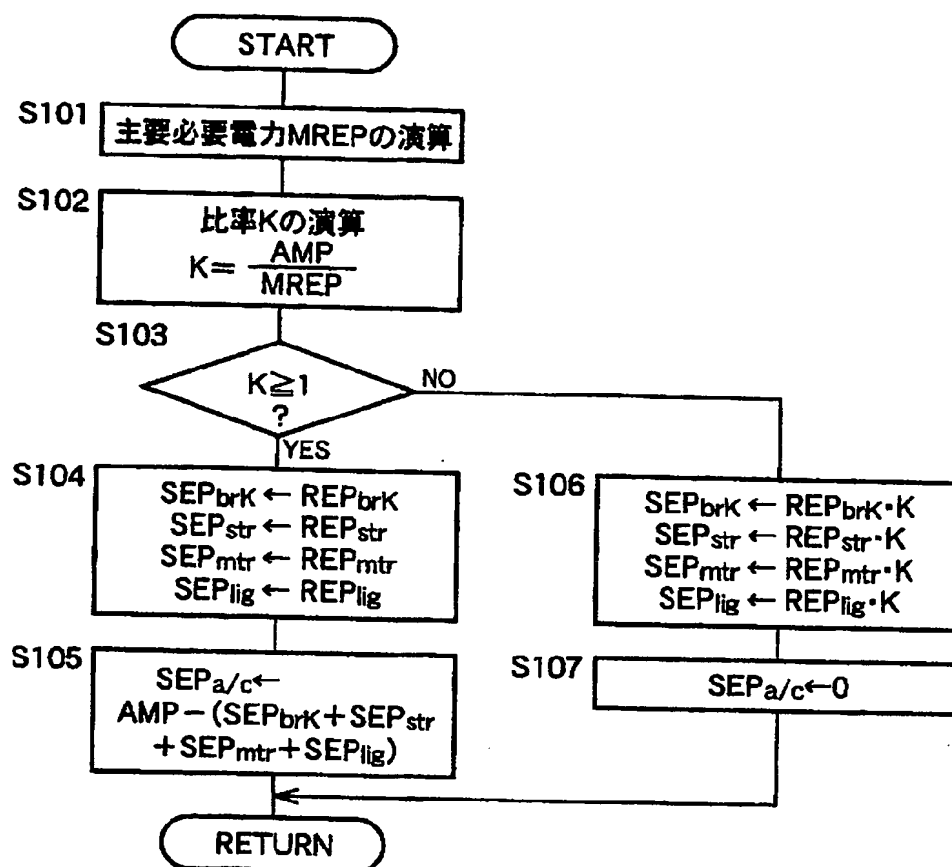 START
S101
主要必要電力MREPの演算
S102
比率Kの演算
K= AMP
MREP
S103
K≧1
?
NO
YES
S104
SEPbrK ← REPbrK
SEPstr ← REPstr
SEPmtr ← REPmtr
SEPlig ← REPlig
S105
SEPa/c←
AMP−(SEPbrK+SEPstr
+SEPmtr+SEPlig)
S106
SEPbrK ← REPbrK・K
SEPstr ← REPstr・K
SEPmtr ← REPmtr・K
SEPlig ← REPlig・K
S107
SEPa/c←0
RETURN